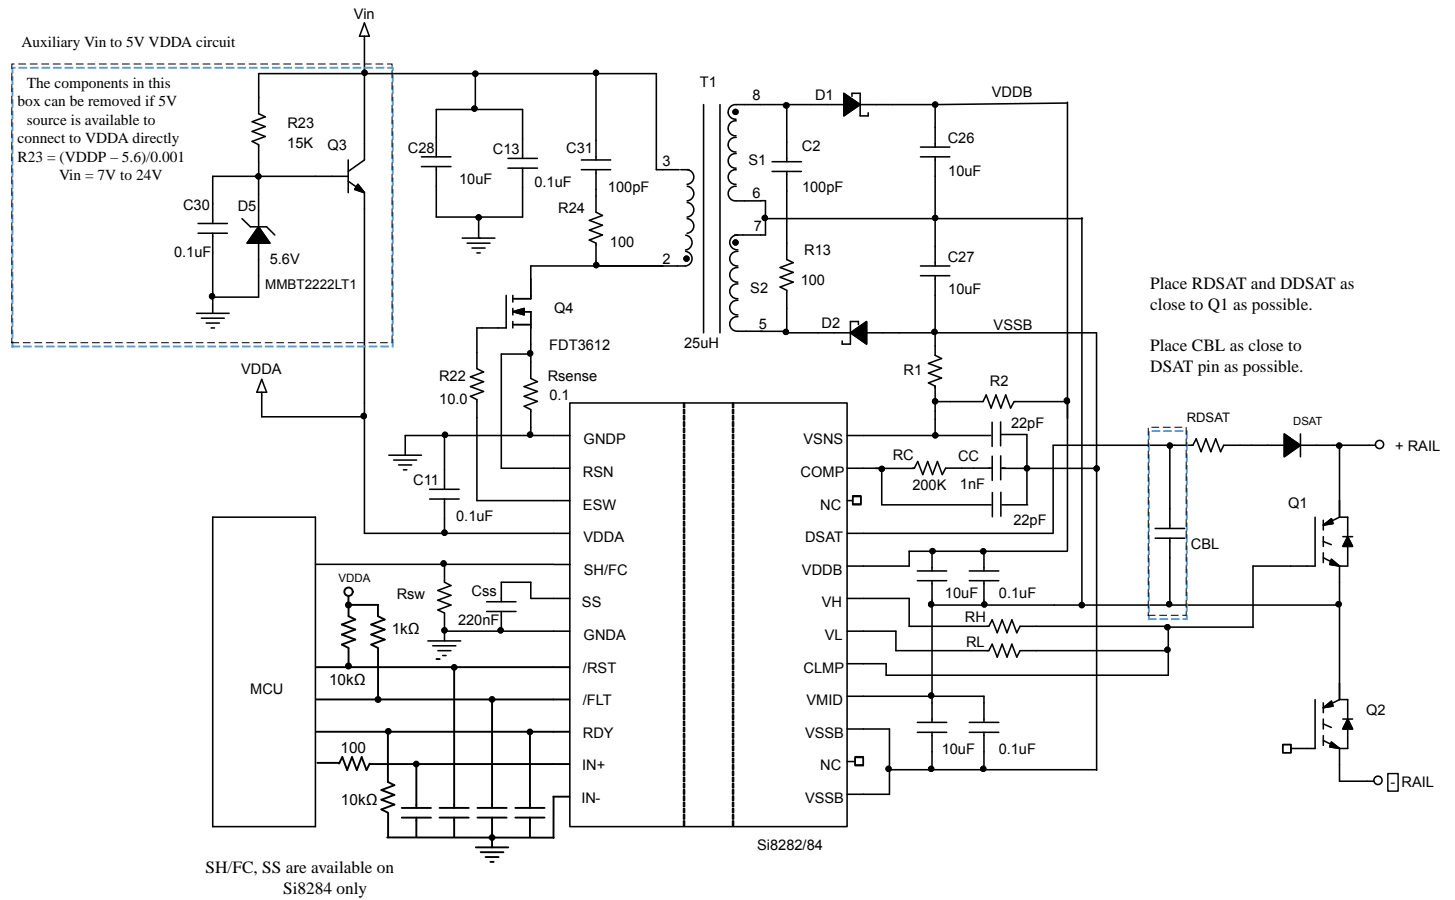 Vin
Auxiliary Vin to 5V VDDA circuit
The components in this
box can be removed if 5V
source is available to
connect to VDDA directly
R23 = (VDDP – 5.6)/0.001
Vin = 7V to 24V
R23
15K
Q3
C30
0.1uF
D5
5.6V
MMBT2222LT1
VDDA
C28
10uF
C13
0.1uF
C31
100pF
R24
100
3
2
T1
25uH
8
S1
6
7
S2
5
D1
C2
100pF
R13
100
D2
C26
10uF
C27
10uF
VDDB
VSSB
Q4
FDT3612
R22
10.0
Rsense
0.1
R1
R2
22pF
RC
200K
CC
1nF
22pF
Place RDSAT and DDSAT as
close to Q1 as possible.
Place CBL as close to
DSAT pin as possible.
RDSAT
DSAT
+ RAIL
CBL
Q1
Q2
- RAIL
C11
0.1uF
GNDP
RSN
ESW
VDDA
SH/FC
SS
GNDA
/RST
/FLT
RDY
IN+
IN-
VSNS
COMP
NC
DSAT
VDDB
VH
VL
CLMP
VMID
VSSB
NC
VSSB
Si8282/84
10uF
0.1uF
RH
RL
10uF
0.1uF
MCU
VDDA
Rsw
Css
220nF
1kΩ
10kΩ
100
10kΩ
SH/FC, SS are available on
Si8284 only